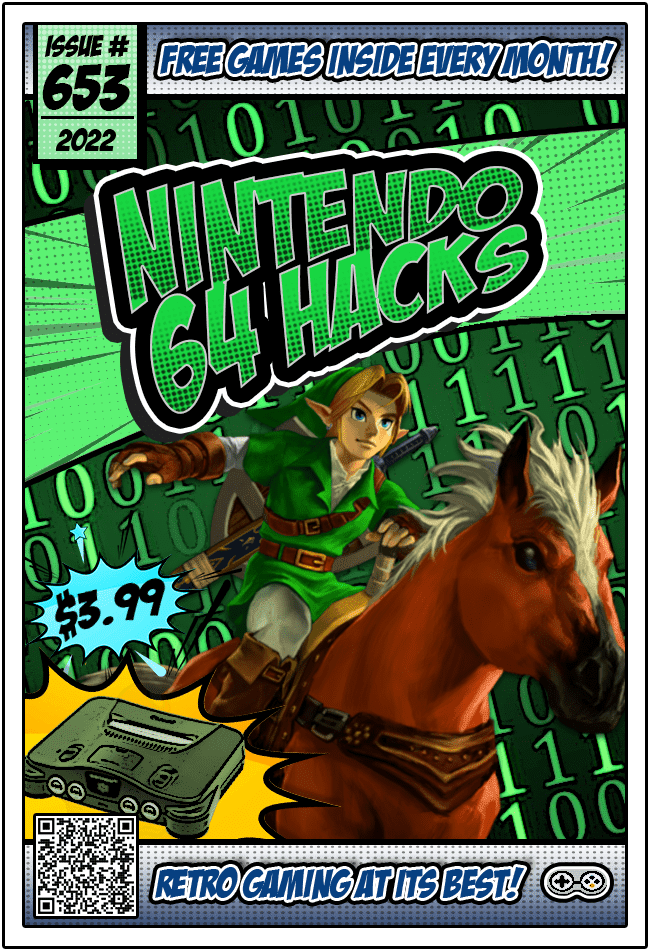 ISSUE #
653
2022
FREE GAMES INSIDE EVERY MONTH!
NINTENDO
64 HACKS
$3.99
RETRO GAMING AT ITS BEST!